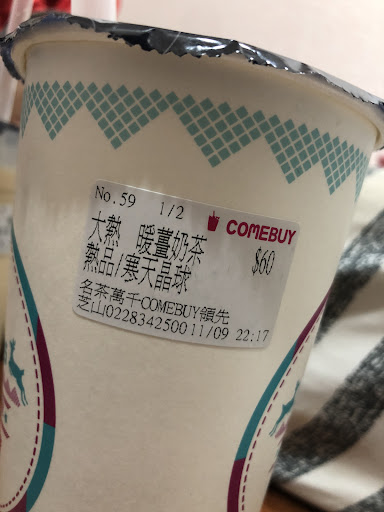 No.59 1/2 COMEBUY
大熱 暖薑奶茶 $60
熱品/寒天晶球
名茶萬千COMEBUY領先
芝山0228342500 11/09 22:17